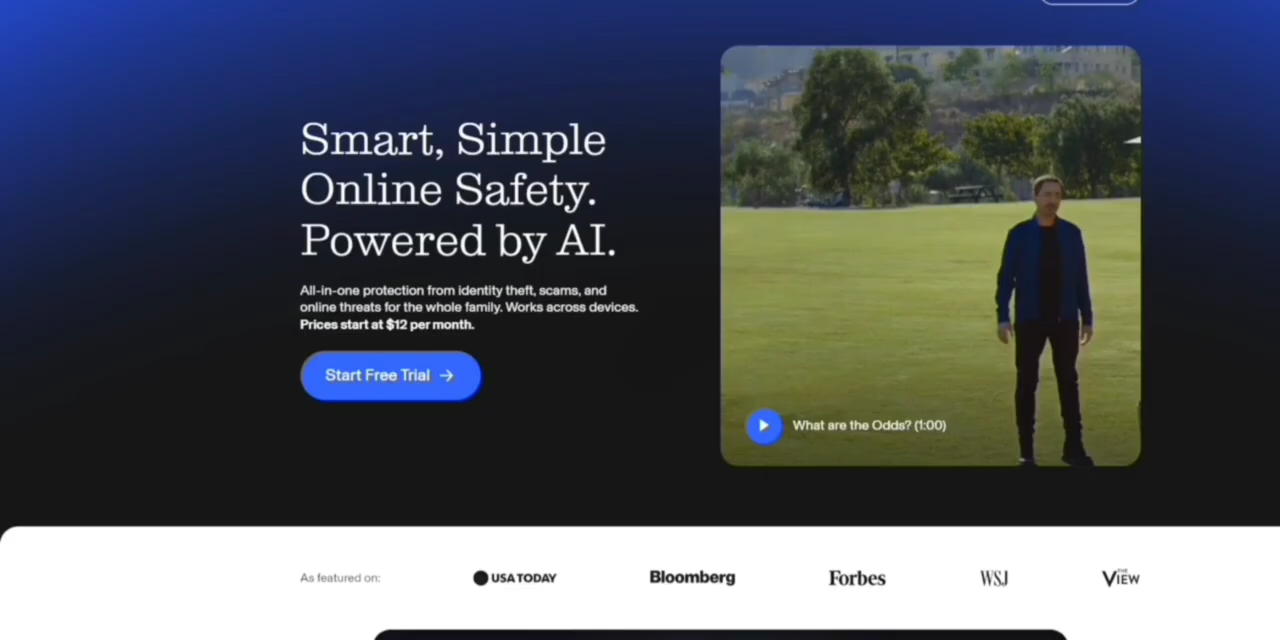 Smart, Simple
Online Safety.
Powered by AI.
All-in-one protection from identity theft, scams, and
online threats for the whole family. Works across devices.
Prices start at $12 per month.
Start Free Trial
What are the Odds? (1:00)
As featured on:
USA TODAY
Bloomberg
Forbes
WSJ
THE
VIEW